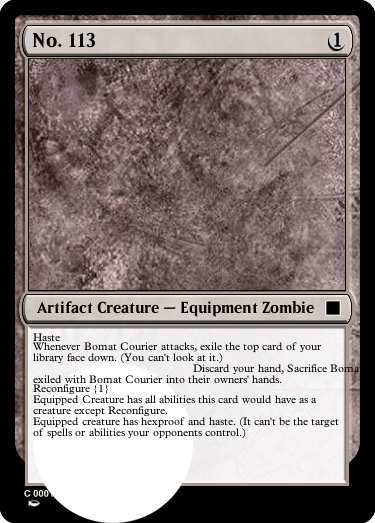 No. 113
1
Artifact Creature — Equipment Zombie
Haste
Whenever Bomat Courier attacks, exile the top card of your
library face down. (You can't look at it.)
Discard your hand, Sacrifice Boma
exiled with Bomat Courier into their owners' hands.
Reconfigure {1}
Equipped Creature has all abilities this card would have as a
creature except Reconfigure.
Equipped creature has hexproof and haste. (It can't be the target
of spells or abilities your opponents control.)
C 000